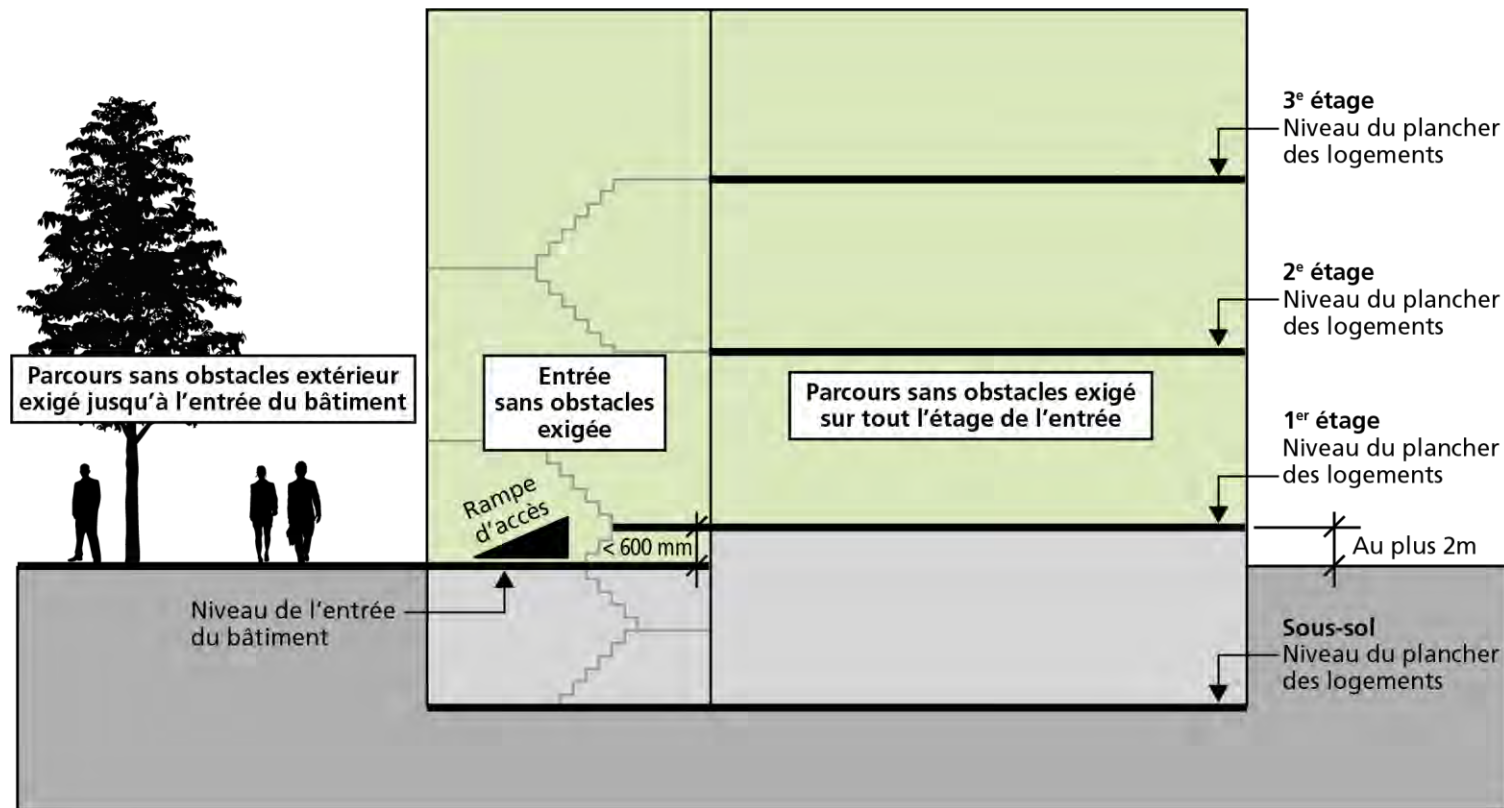 3e étage
Niveau du plancher
des logements
2e étage
Niveau du plancher
des logements
Parcours sans obstacles extérieur
exigé jusqu'à l'entrée du bâtiment
Entrée
sans obstacles
exigée
Parcours sans obstacles exigé
sur tout l'étage de l'entrée
1er étage
Niveau du plancher
des logements
Rampe
d'accès
< 600 mm
Au plus 2m
Niveau de l'entrée
du bâtiment
Sous-sol
Niveau du plancher
des logements